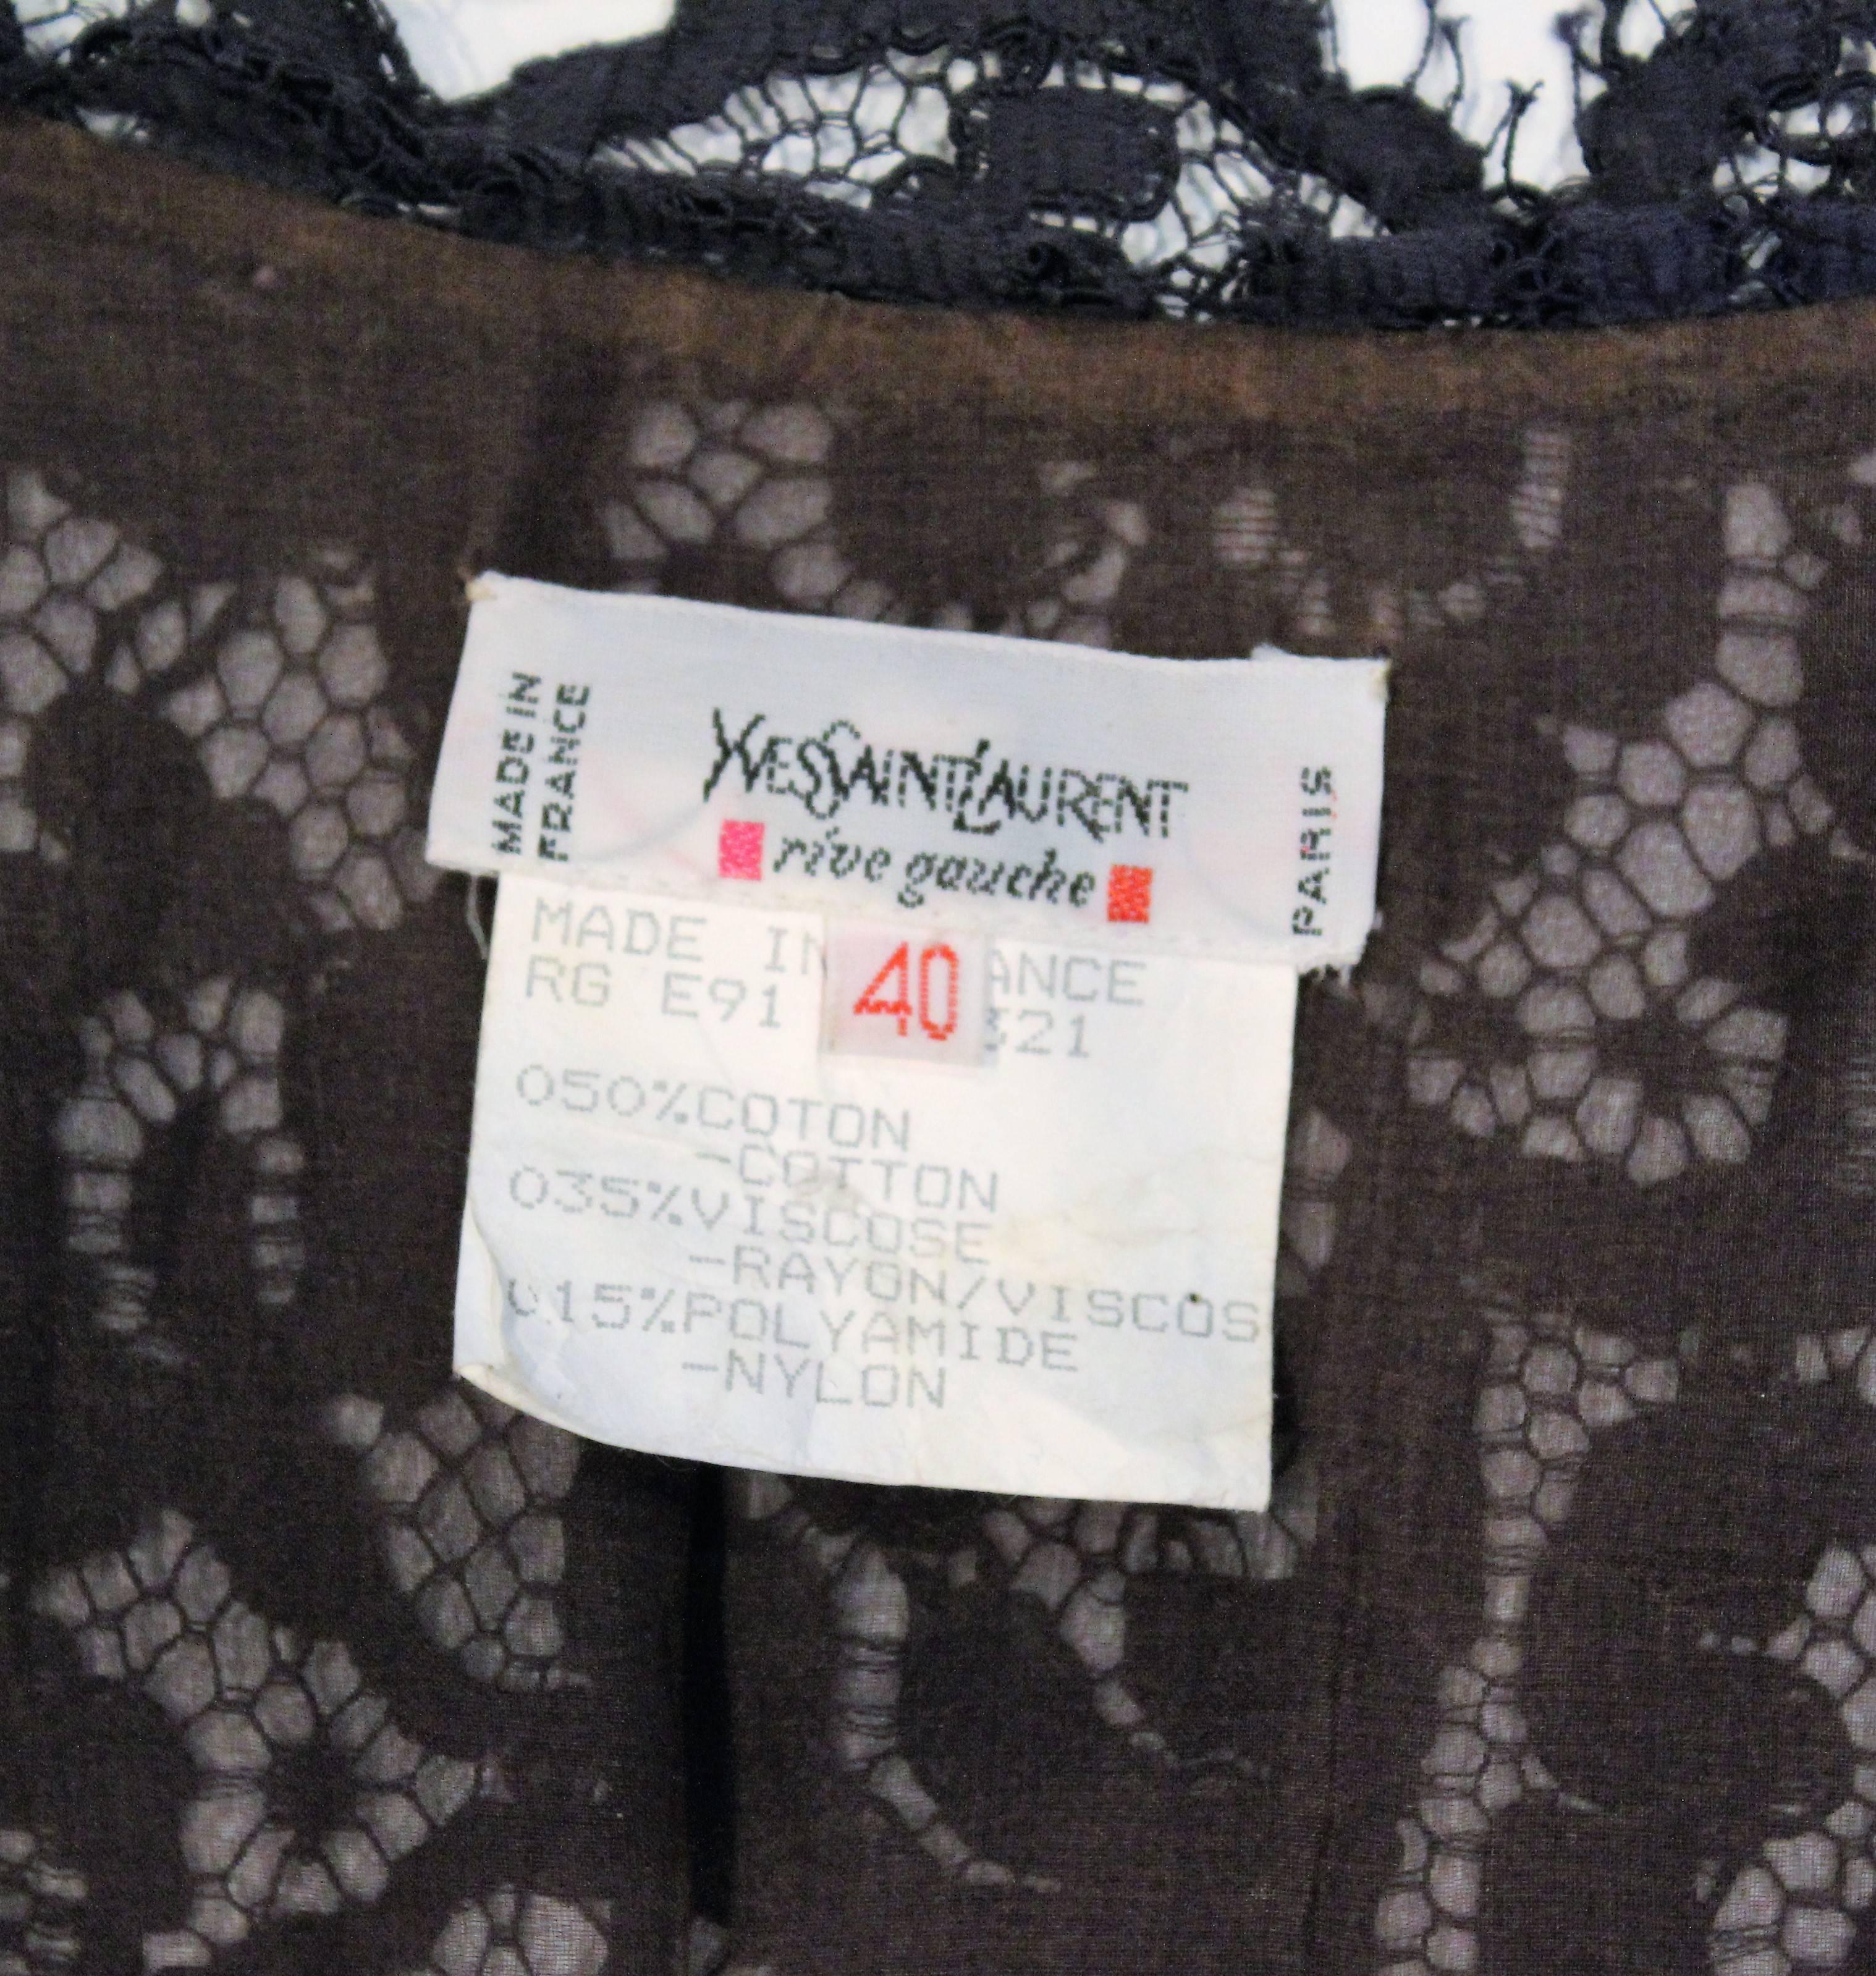 MADE IN
FRANCE
YVESSAINTLAURENT
rive gauche
PARIS
40
MADE IN ANCE
RG E91 321
050%COTON
-COTTON
035%VISCOSE
-RAYON/VISCOS
015%POLYAMIDE
-NYLON